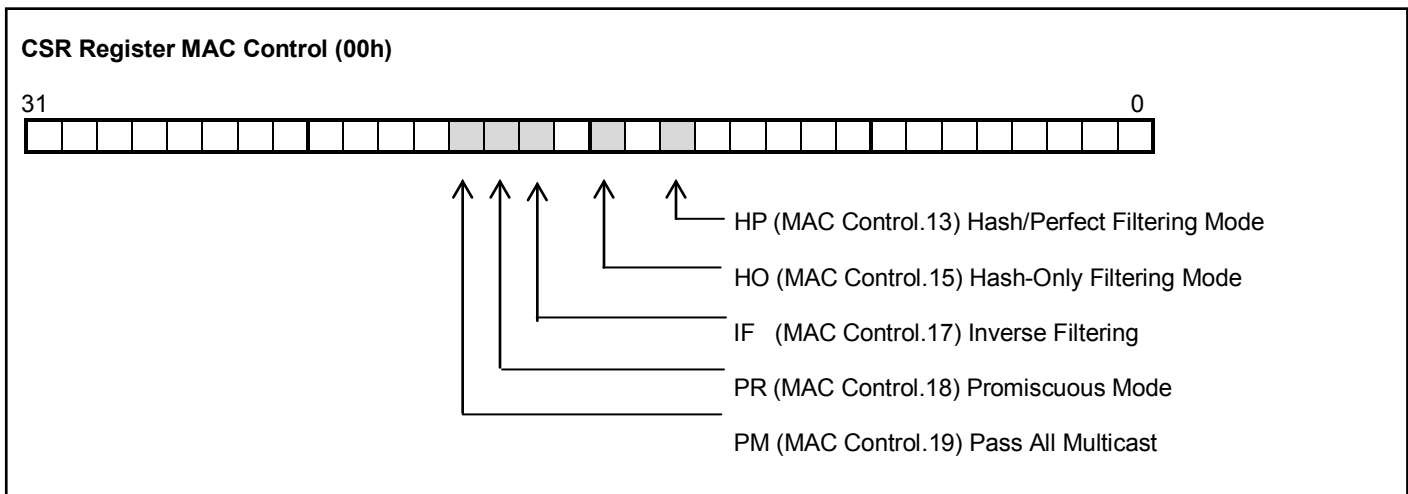 CSR Register MAC Control (00h)
31 0
HP (MAC Control.13) Hash/Perfect Filtering Mode
HO (MAC Control.15) Hash-Only Filtering Mode
IF (MAC Control.17) Inverse Filtering
PR (MAC Control.18) Promiscuous Mode
PM (MAC Control.19) Pass All Multicast